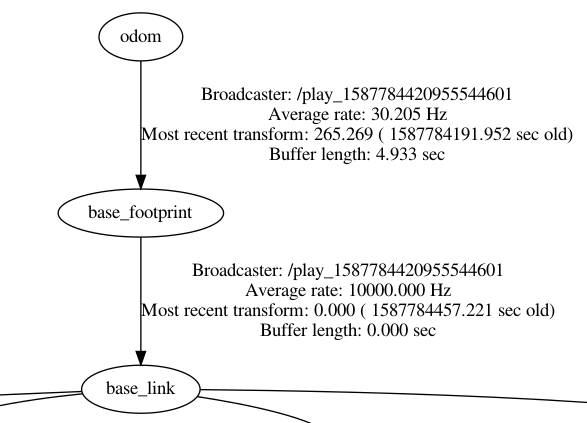 odom
Broadcaster: /play_1587784420955544601
Average rate: 30.205 Hz
Most recent transform: 265.269 ( 1587784191.952 sec old)
Buffer length: 4.933 sec
base_footprint
Broadcaster: /play_1587784420955544601
Average rate: 10000.000 Hz
Most recent transform: 0.000 ( 1587784457.221 sec old)
Buffer length: 0.000 sec
base_link